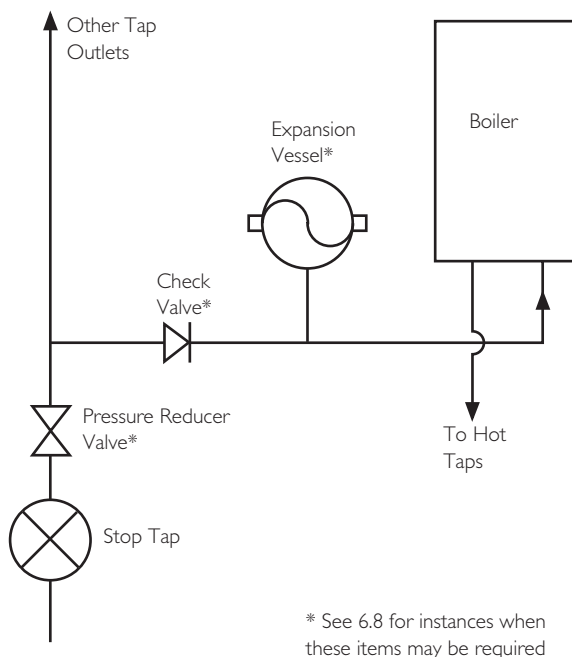 Other Tap
Outlets
Boiler
Expansion
Vessel*
Check
Valve*
Pressure Reducer
Valve*
To Hot
Taps
Stop Tap
* See 6.8 for instances when
these items may be required